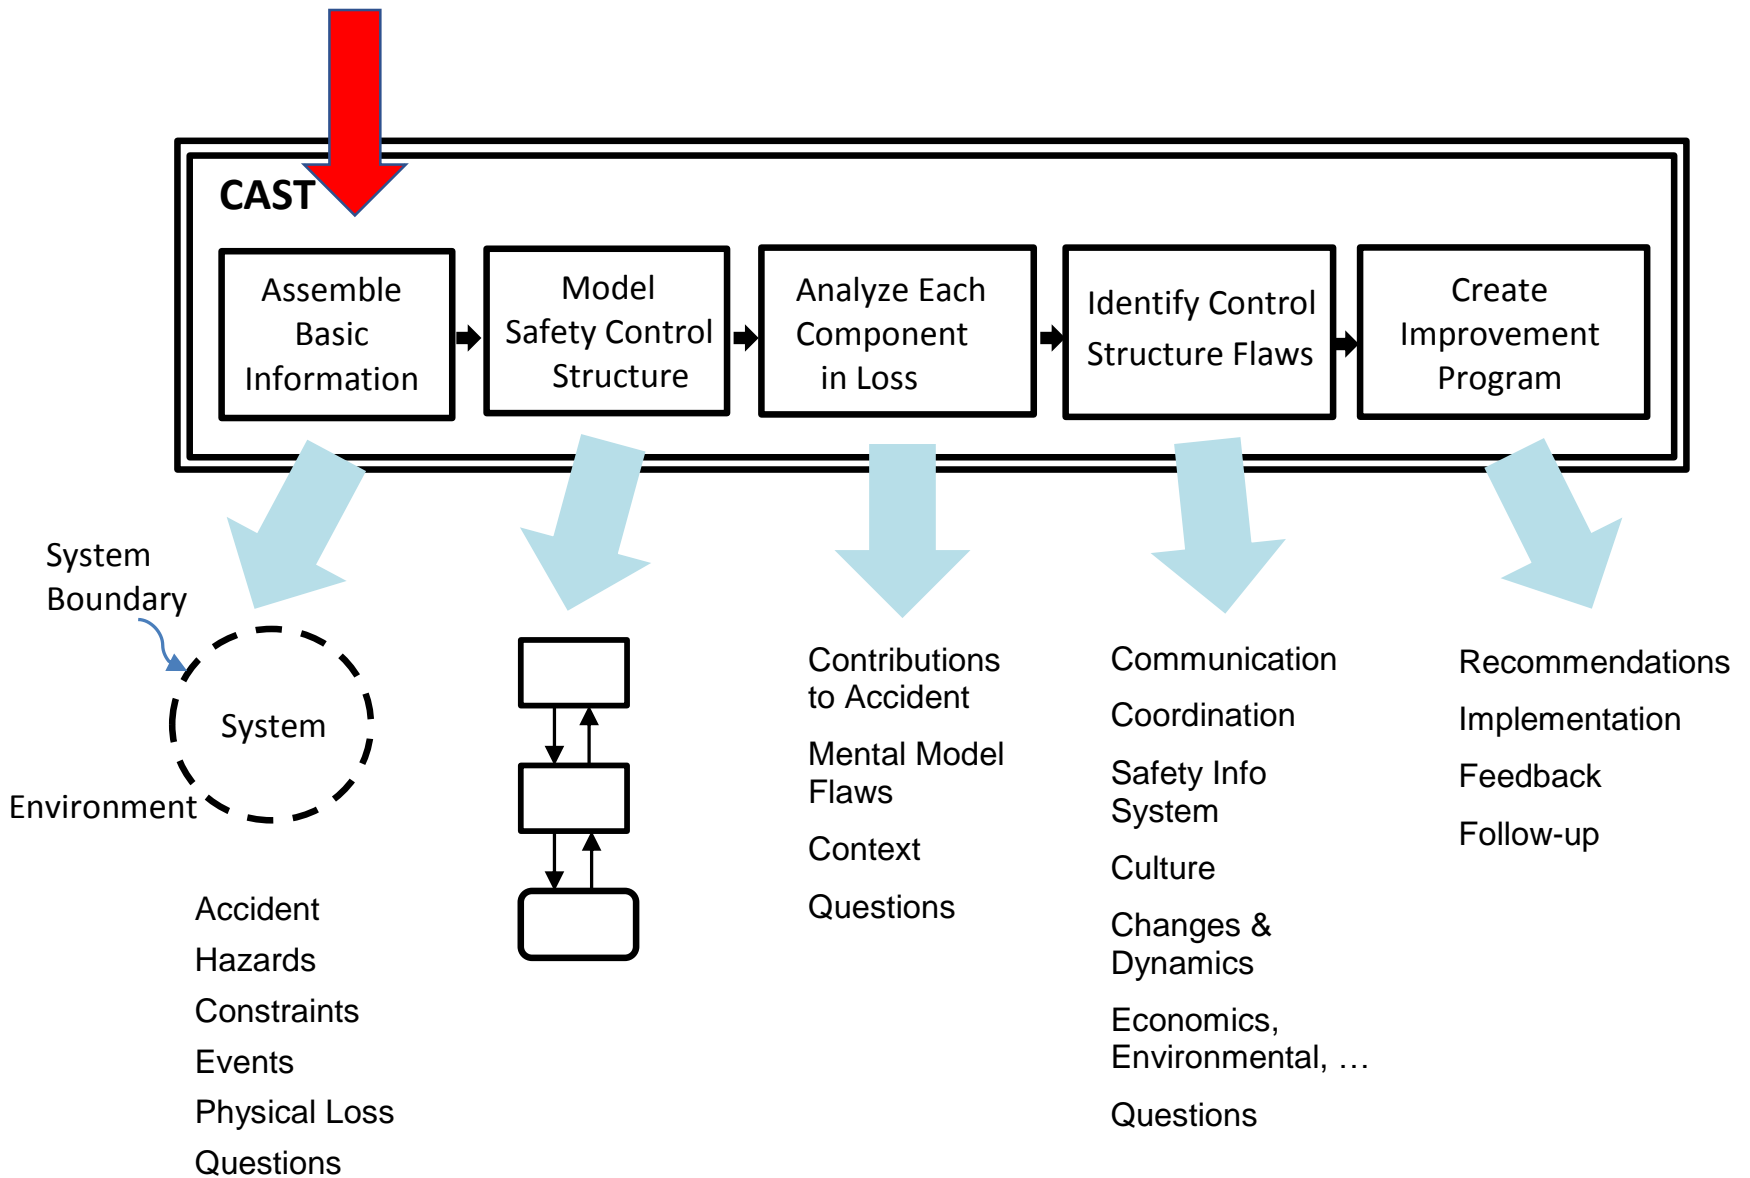 CAST
Assemble
Basic
Information
Model
Safety Control
Structure
Analyze Each
Component
in Loss
Identify Control
Structure Flaws
Create
Improvement
Program
System
Boundary
System
Environment
Accident
Hazards
Constraints
Events
Physical Loss
Questions
Contributions
to Accident
Mental Model
Flaws
Context
Questions
Communication
Coordination
Safety Info
System
Culture
Changes &
Dynamics
Economics,
Environmental, …
Questions
Recommendations
Implementation
Feedback
Follow-up